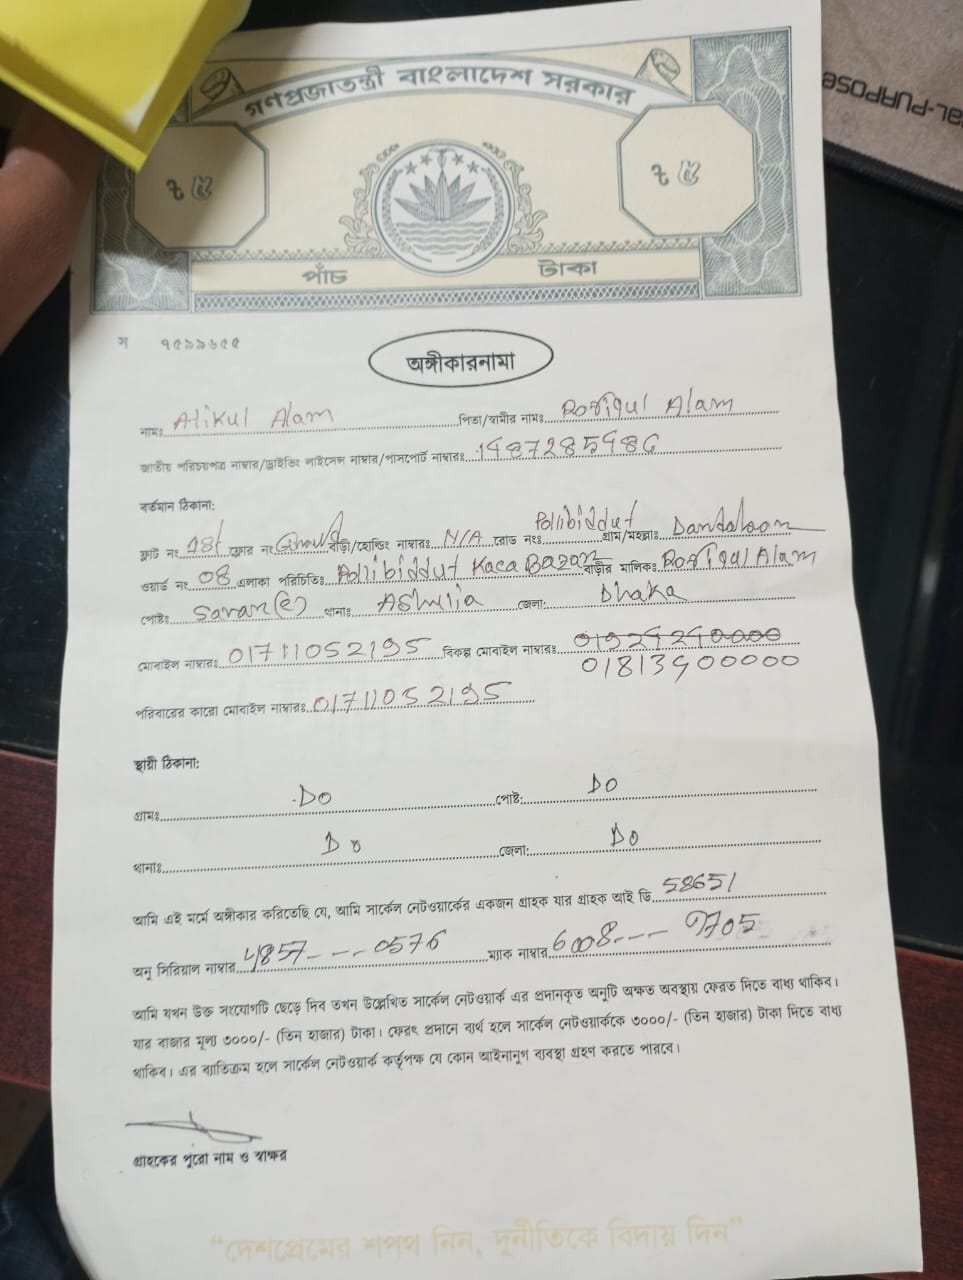 গণপ্রজাতন্ত্রী বাংলাদেশ সরকার
৳ ৫ ৳ ৫
পাঁচ টাকা
AL-PURPOSE
গ ৭৫৯৯৬৫৫
অঙ্গীকারনামা
নামঃ Atikul Alam পিতা/স্বামীর নামঃ Rofiqul Alam
জাতীয় পরিচয়পত্র নাম্বার/ড্রাইভিং লাইসেন্স নাম্বার/পাসপোর্ট নাম্বারঃ
বর্তমান ঠিকানা:
ফ্লাট নং ফ্লোর নং বাড়ী/হোল্ডিং নাম্বারঃ N/A রোড নংঃ Pollibiddut গ্রাম/মহল্লাঃ
ওয়ার্ড নং 08 এলাকা পরিচিতিঃ Pollibiddut Kaca Bazan বাড়ীর মালিকঃ Rofiqul Alam
পোষ্টঃ থানাঃ Ashulia জেলা: Dhaka
মোবাইল নাম্বারঃ 01711052195 বিকল্প মোবাইল নাম্বারঃ
01813900000
পরিবারের কারো মোবাইল নাম্বারঃ 01711052195
স্থায়ী ঠিকানা:
গ্রামঃ DO পোষ্ট: DO
থানাঃ Do জেলা: DO
আমি এই মর্মে অঙ্গীকার করিতেছি যে, আমি সার্কেল নেটওয়ার্কের একজন গ্রাহক যার গ্রাহক আই ডি 58651
অনু সিরিয়াল নাম্বার 4857---0576 ম্যাক নাম্বার 6008---9705
আমি যখন উক্ত সংযোগটি ছেড়ে দিব তখন উল্লেখিত সার্কেল নেটওয়ার্ক এর প্রদানকৃত অনুটি অক্ষত অবস্থায় ফেরত দিতে বাধ্য থাকিব।
যার বাজার মূল্য ৩০০০/- (তিন হাজার) টাকা। ফেরৎ প্রদানে ব্যর্থ হলে সার্কেল নেটওয়ার্ককে ৩০০০/- (তিন হাজার) টাকা দিতে বাধ্য
থাকিব। এর ব্যতিক্রম হলে সার্কেল নেটওয়ার্ক কর্তৃপক্ষ যে কোন আইনানুগ ব্যবস্থা গ্রহণ করতে পারবে।
গ্রাহকের পুরো নাম ও স্বাক্ষর
“দেশপ্রেমের শপথ নিন, দুর্নীতিকে বিদায় দিন”